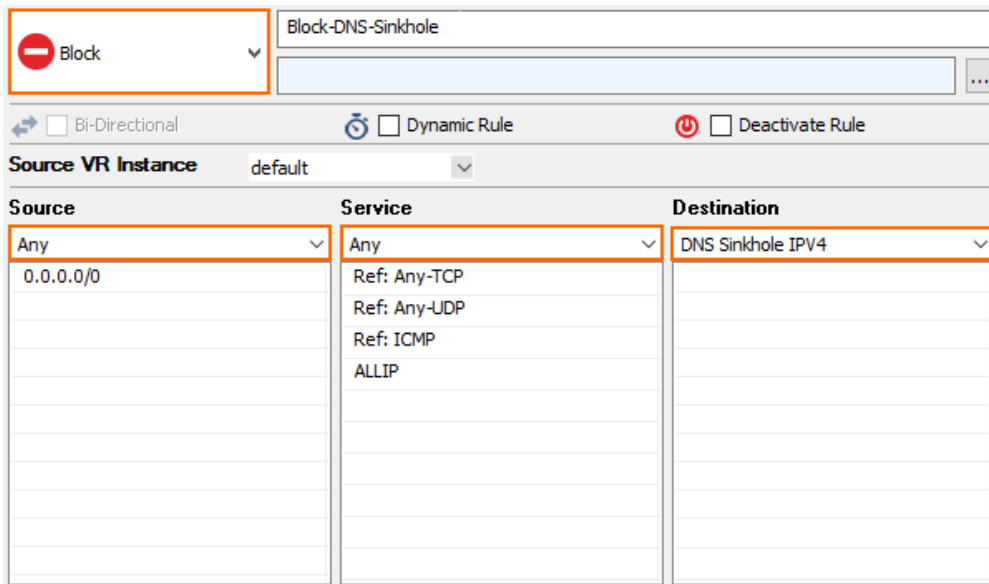 Block
Block-DNS-Sinkhole
...
Bi-Directional
Dynamic Rule
Deactivate Rule
Source VR Instance
default
Source
Service
Destination
Any
Any
DNS Sinkhole IPV4
0.0.0.0/0
Ref: Any-TCP
Ref: Any-UDP
Ref: ICMP
ALLIP